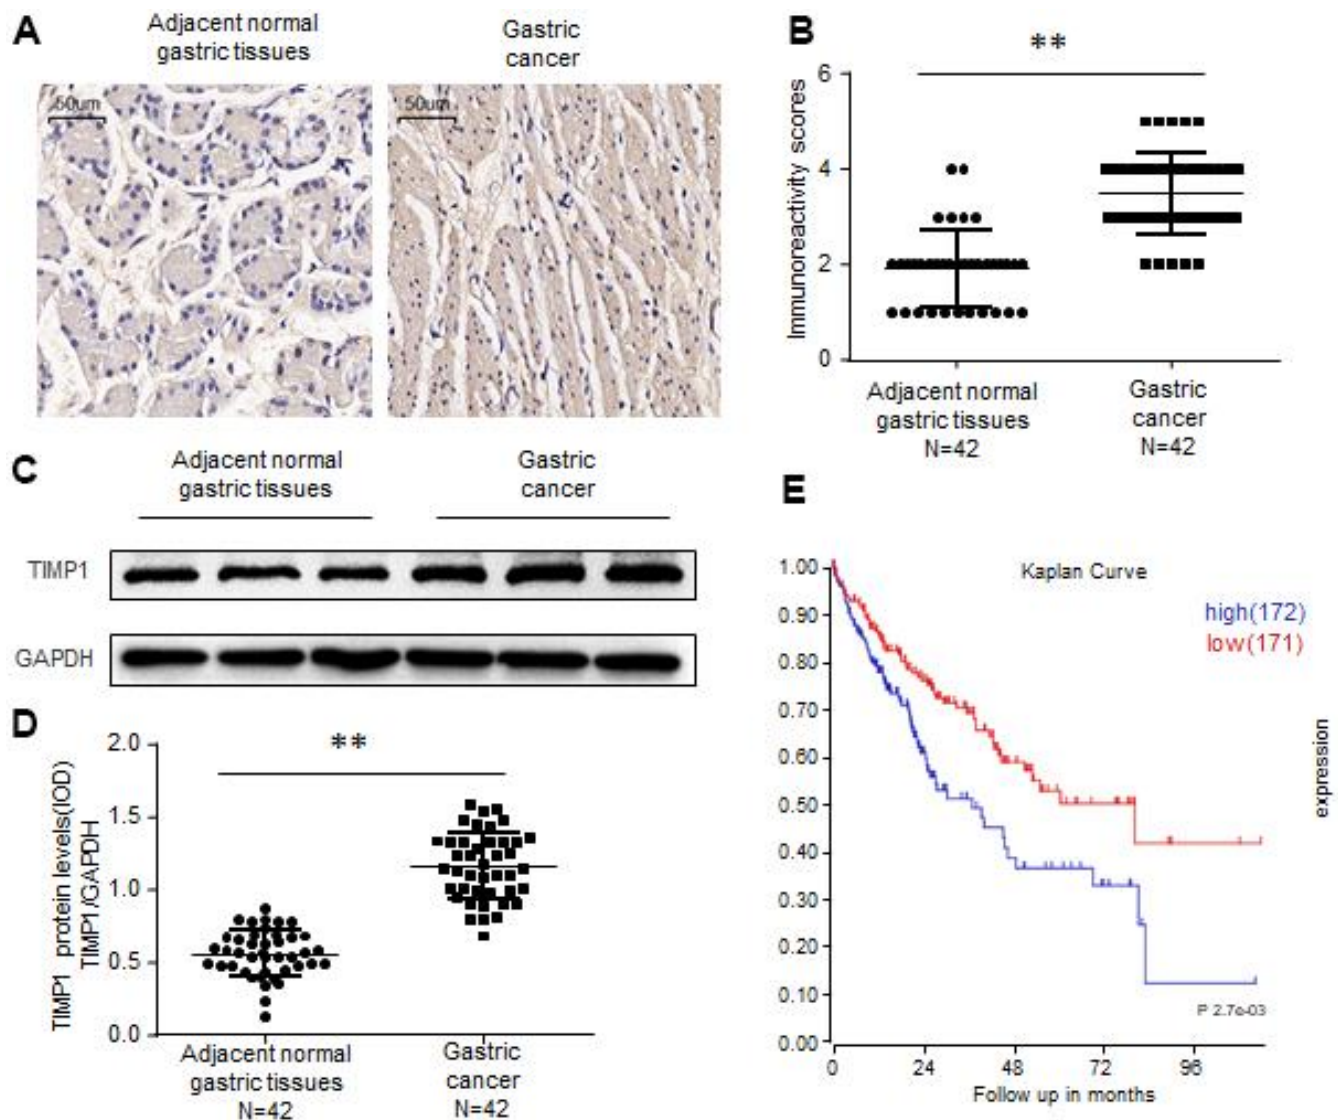 A
Adjacent normal
gastric tissues
Gastric
cancer
50um
50um
B
**
Immunoreactivity scores
6
4
2
0
Adjacent normal
gastric tissues
N=42
Gastric
cancer
N=42
C
Adjacent normal
gastric tissues
Gastric
cancer
TIMP1
GAPDH
D
**
TIMP1 protein levels(IOD)
TIMP1/GAPDH
2.0
1.5
1.0
0.5
0.0
Adjacent normal
gastric tissues
N=42
Gastric
cancer
N=42
E
Kaplan Curve
high(172)
low(171)
expression
1.00
0.90
0.80
0.70
0.60
0.50
0.40
0.30
0.20
0.10
0.00
P 2.7e-03
0 24 48 72 96
Follow up in months